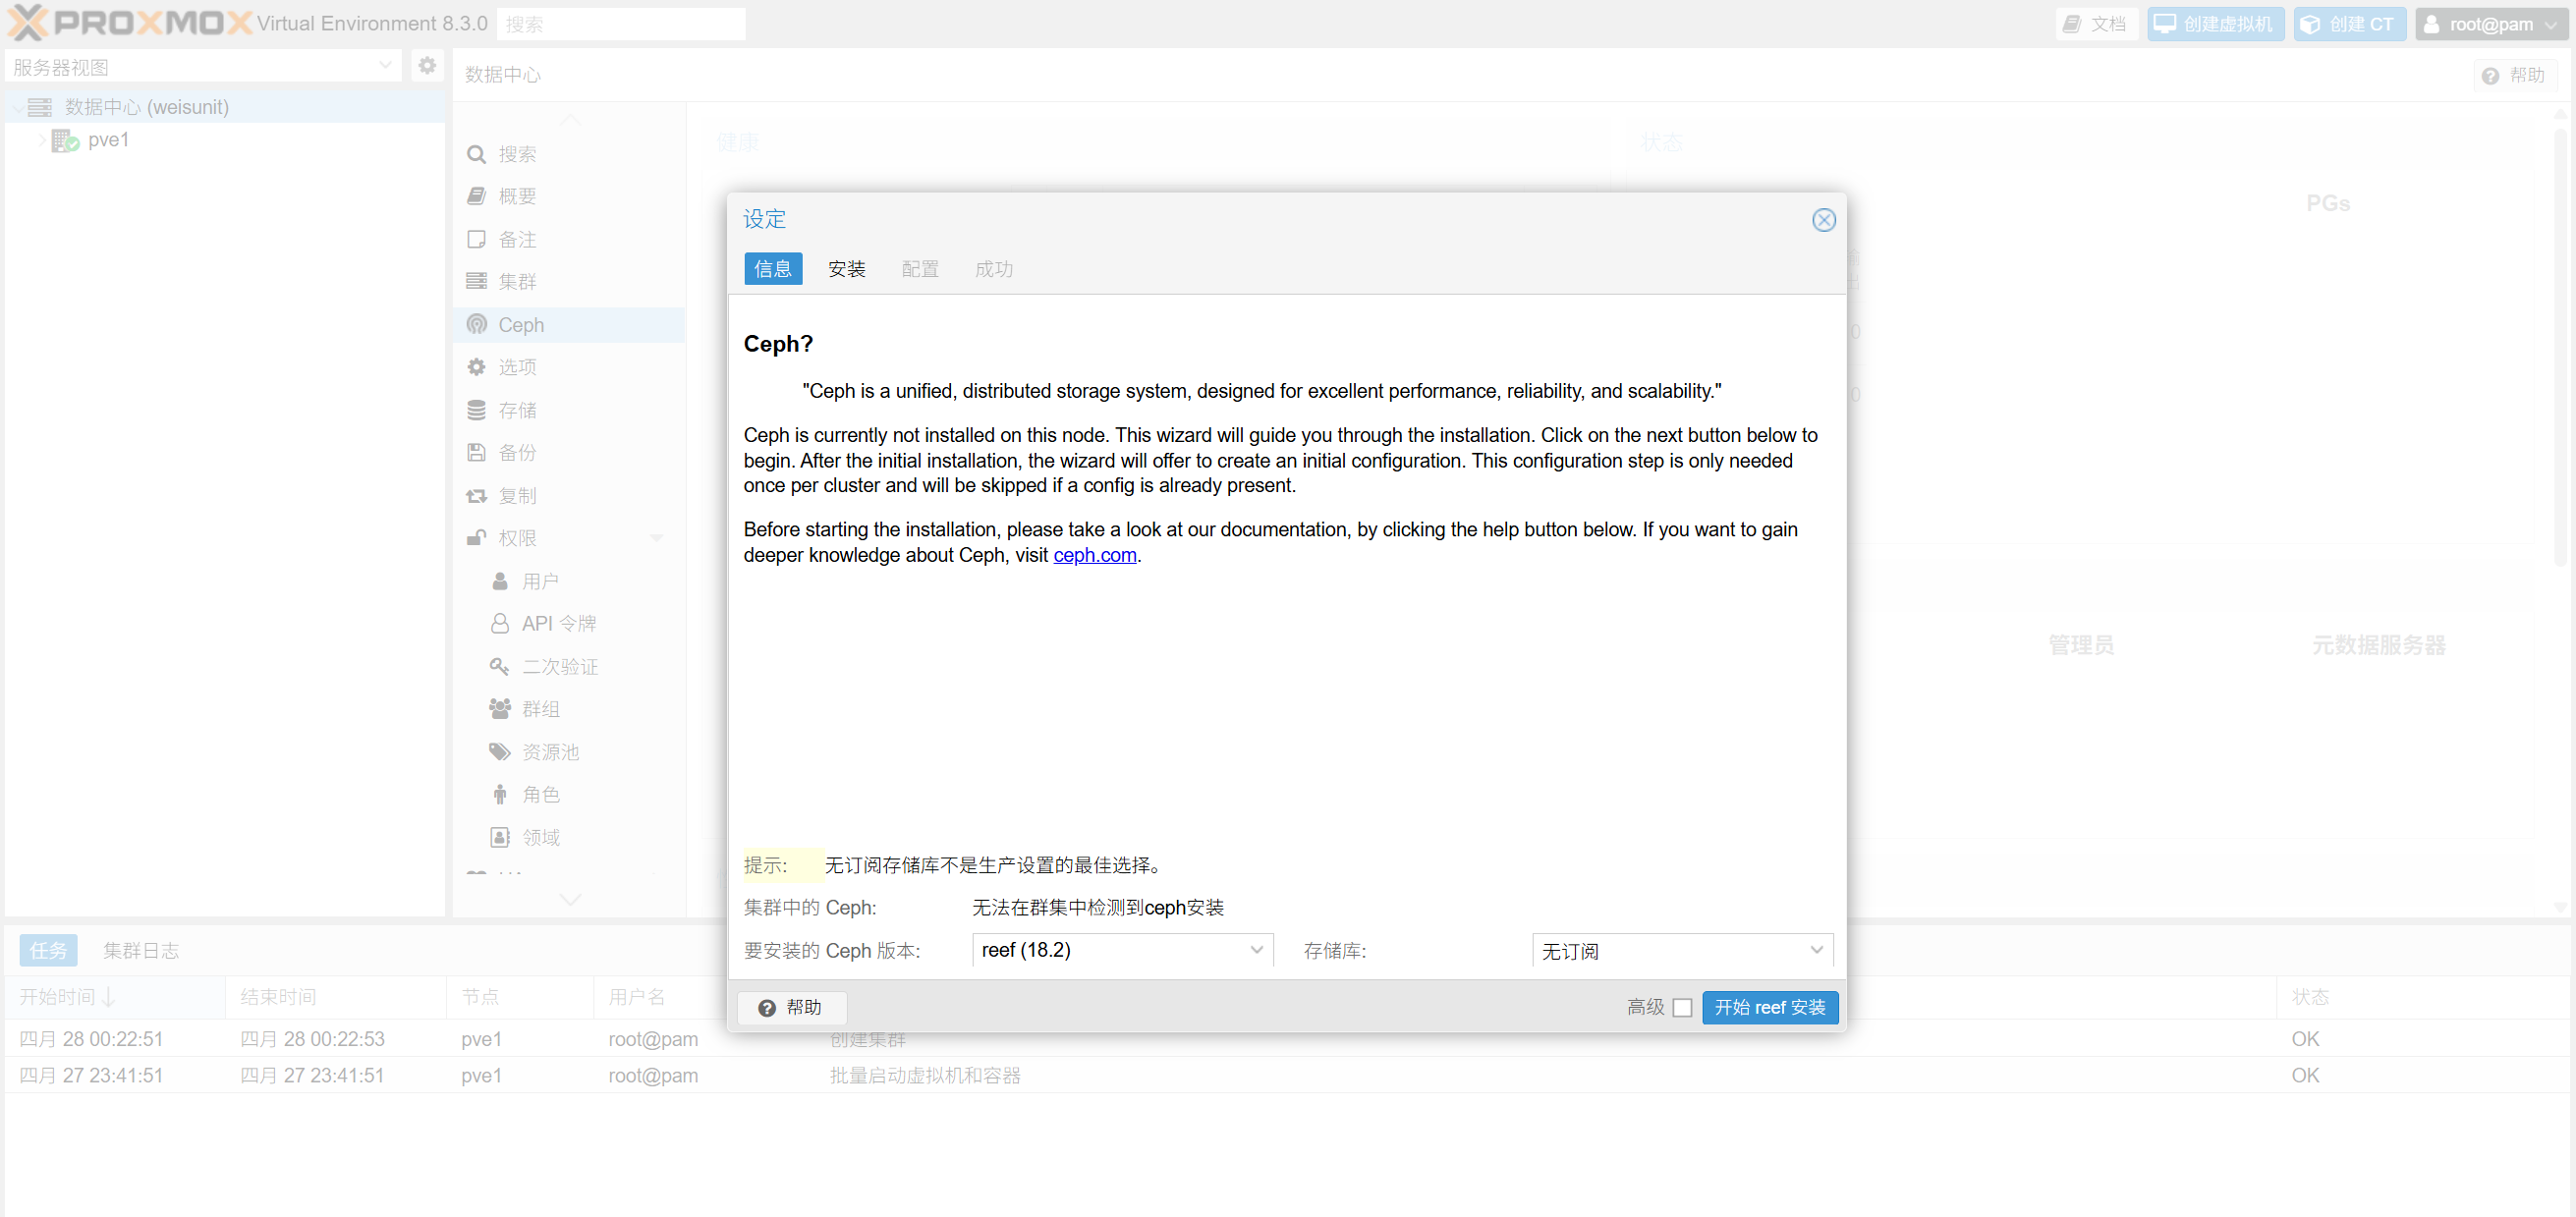 PROXMOX Virtual Environment 8.3.0 搜索 文档 创建虚拟机 创建 CT root@pam
服务器视图
数据中心 (weisunit)
pve1
数据中心 帮助
搜索
概要
备注
集群
Ceph
选项
存储
备份
复制
权限
用户
API 令牌
二次验证
群组
资源池
角色
领域
健康
状态
PGs
管理员 元数据服务器
设定
信息 安装 配置 成功
Ceph?
"Ceph is a unified, distributed storage system, designed for excellent performance, reliability, and scalability."
Ceph is currently not installed on this node. This wizard will guide you through the installation. Click on the next button below to
begin. After the initial installation, the wizard will offer to create an initial configuration. This configuration step is only needed
once per cluster and will be skipped if a config is already present.
Before starting the installation, please take a look at our documentation, by clicking the help button below. If you want to gain
deeper knowledge about Ceph, visit ceph.com.
提示: 无订阅存储库不是生产设置的最佳选择。
集群中的 Ceph: 无法在群集中检测到ceph安装
要安装的 Ceph 版本: reef (18.2) 存储库: 无订阅
帮助 高级 开始 reef 安装
任务 集群日志
开始时间 结束时间 节点 用户名 状态
四月 28 00:22:51 四月 28 00:22:53 pve1 root@pam 创建集群 OK
四月 27 23:41:51 四月 27 23:41:51 pve1 root@pam 批量启动虚拟机和容器 OK